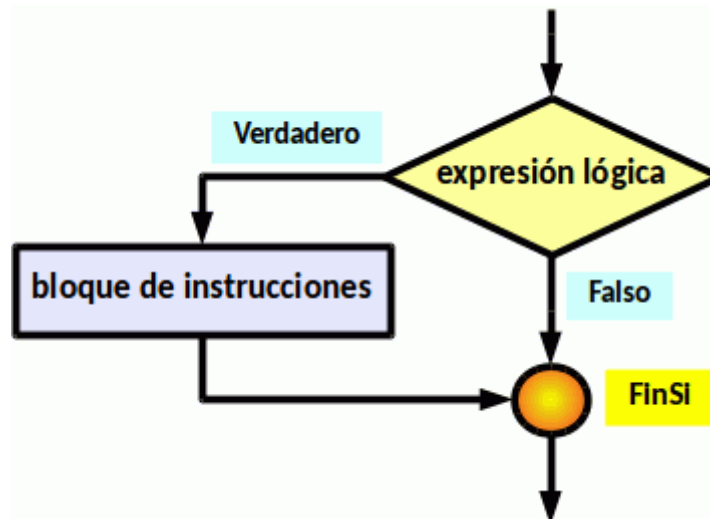 Verdadero
expresión lógica
bloque de instrucciones
Falso
FinSi